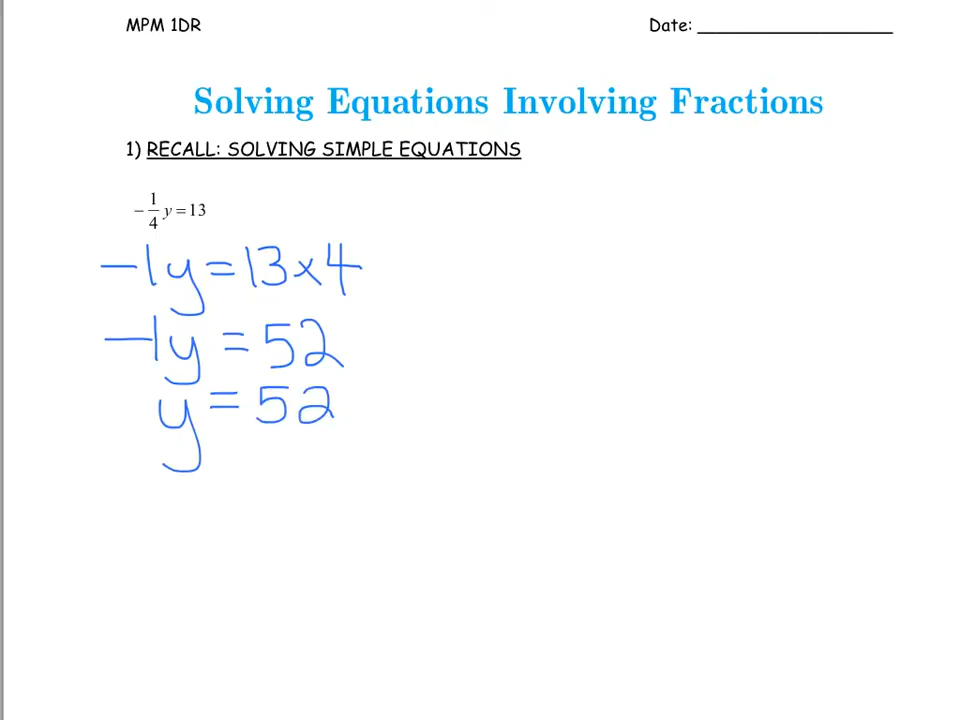 MPM 1DR Date: ____________________
Solving Equations Involving Fractions
1) RECALL: SOLVING SIMPLE EQUATIONS
-1/4 y = 13
-1y = 13 x 4
-1y = 52
y = 52